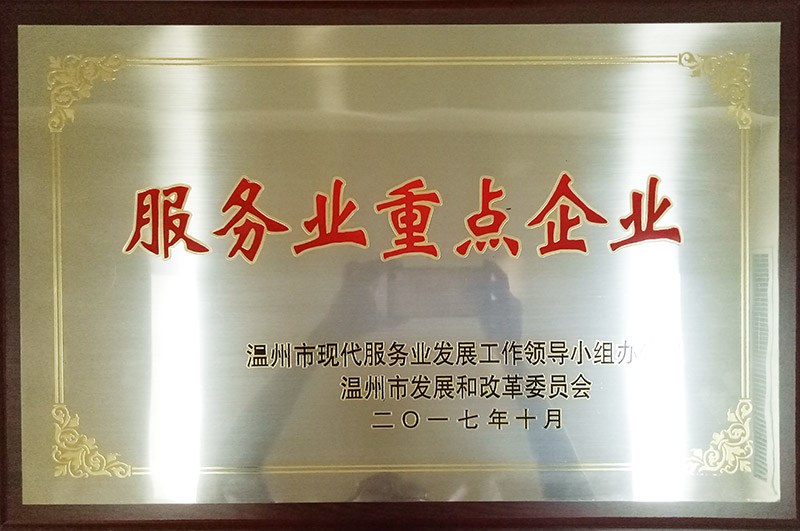 服务业重点企业
温州市现代服务业发展工作领导小组办
温州市发展和改革委员会
二〇一七年十月